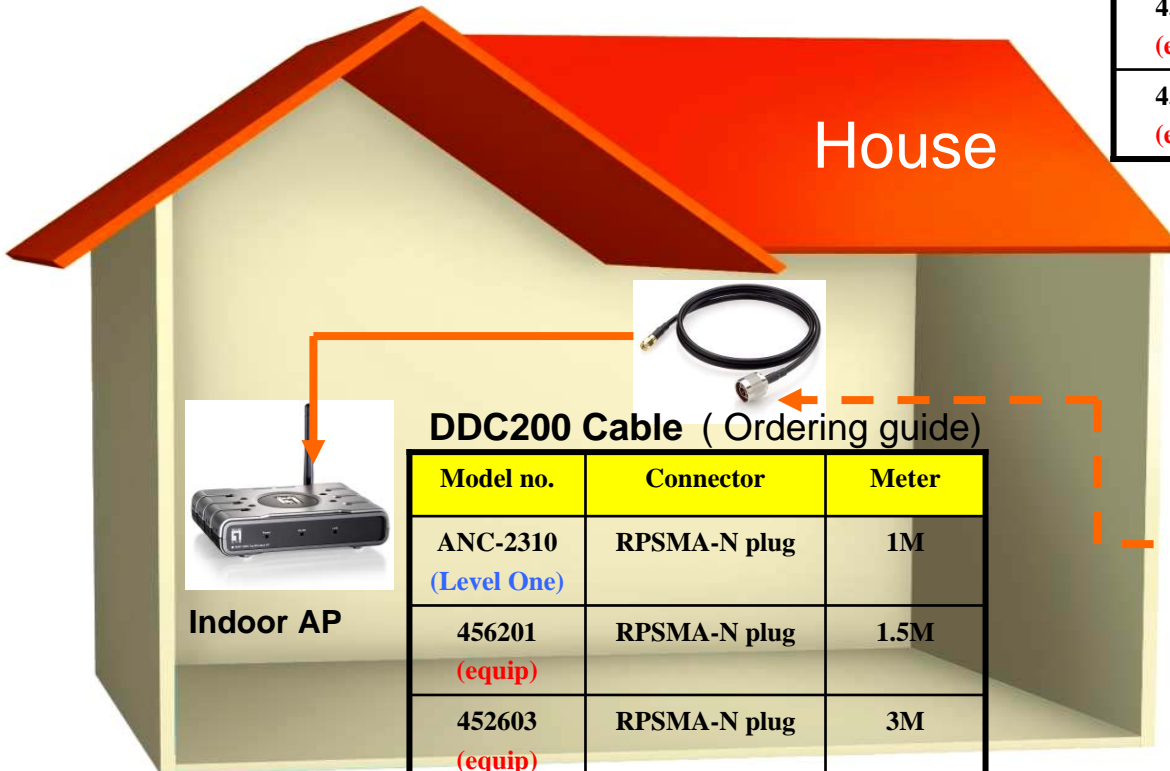 House
DDC200 Cable ( Ordering guide)
Model no. Connector Meter
ANC-2310 RPSMA-N plug 1M
(Level One)
456201 RPSMA-N plug 1.5M
(equip)
452603 RPSMA-N plug 3M
(equip)
Indoor AP